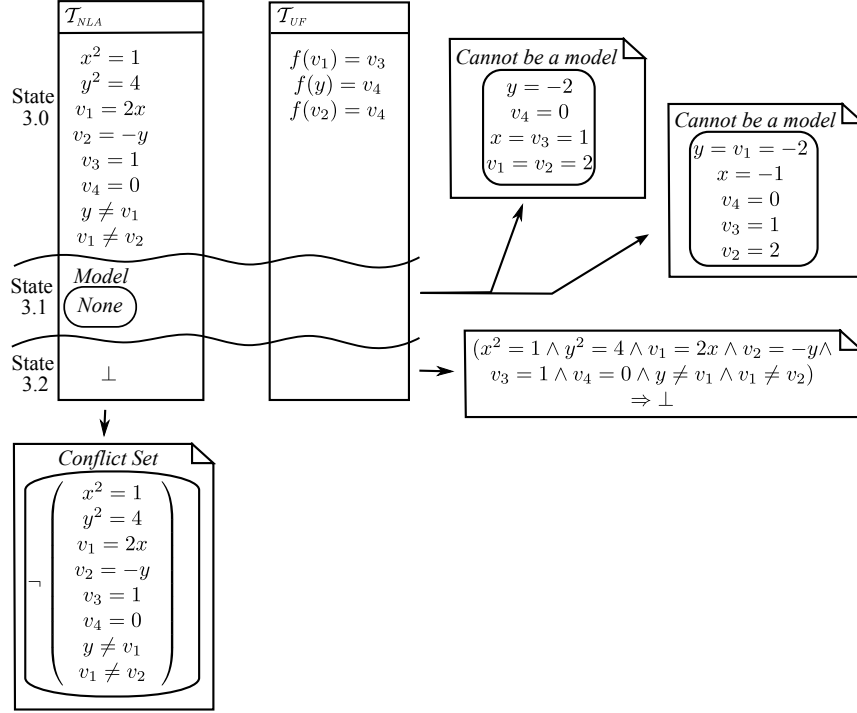 𝒯_NLA
𝒯_UF
State
3.0
x² = 1
y² = 4
v₁ = 2x
v₂ = −y
v₃ = 1
v₄ = 0
y ≠ v₁
v₁ ≠ v₂
f(v₁) = v₃
f(y) = v₄
f(v₂) = v₄
Cannot be a model
y = −2
v₄ = 0
x = v₃ = 1
v₁ = v₂ = 2
Cannot be a model
y = v₁ = −2
x = −1
v₄ = 0
v₃ = 1
v₂ = 2
State
3.1
Model
None
State
3.2
⊥
(x² = 1 ∧ y² = 4 ∧ v₁ = 2x ∧ v₂ = −y∧
v₃ = 1 ∧ v₄ = 0 ∧ y ≠ v₁ ∧ v₁ ≠ v₂)
⇒ ⊥
Conflict Set
¬
x² = 1
y² = 4
v₁ = 2x
v₂ = −y
v₃ = 1
v₄ = 0
y ≠ v₁
v₁ ≠ v₂